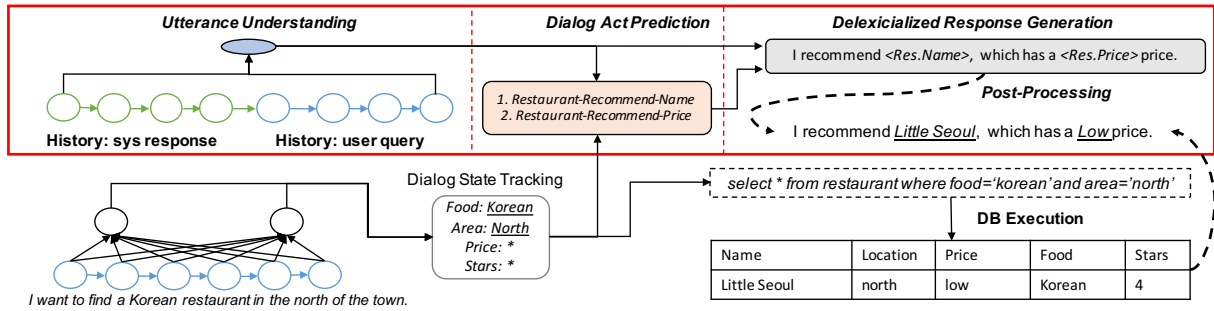 Utterance Understanding
Dialog Act Prediction
Delexicialized Response Generation
I recommend <Res.Name>, which has a <Res.Price> price.
1. Restaurant-Recommend-Name
2. Restaurant-Recommend-Price
Post-Processing
History: sys response
History: user query
I recommend Little Seoul, which has a Low price.
Dialog State Tracking
Food: Korean
Area: North
Price: *
Stars: *
select * from restaurant where food='korean' and area='north'
DB Execution
Name Location Price Food Stars
Little Seoul north low Korean 4
I want to find a Korean restaurant in the north of the town.